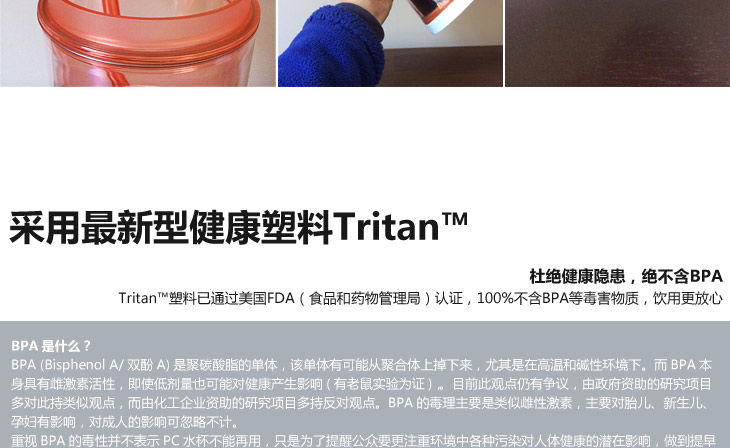 采用最新型健康塑料Tritan™
杜绝健康隐患，绝不含BPA
Tritan™塑料已通过美国FDA（食品和药物管理局）认证，100%不含BPA等毒害物质，饮用更放心
BPA 是什么？
BPA (Bisphenol A/ 双酚 A) 是聚碳酸脂的单体，该单体有可能从聚合体上掉下来，尤其是在高温和碱性环境下。而 BPA 本
身具有雌激素活性，即使低剂量也可能对健康产生影响 ( 有老鼠实验为证 ) 。目前此观点仍有争议，由政府资助的研究项目
多对此持类似观点，而由化工企业资助的研究项目多持反对观点。BPA 的毒理主要是类似雌性激素，主要对胎儿、新生儿、
孕妇有影响，对成人的影响可忽略不计。
重视 BPA 的毒性并不表示 PC 水杯不能再用，只是为了提醒公众要更注重环境中各种污染对人体健康的潜在影响，做到提早